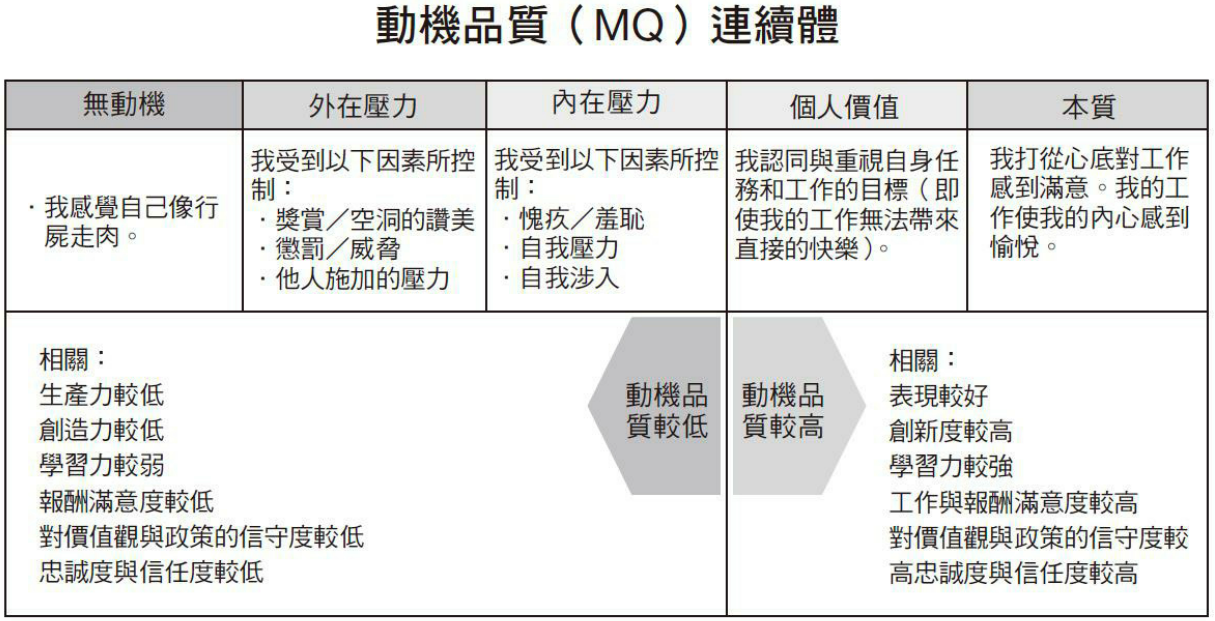 動機品質（MQ）連續體
無動機
外在壓力
內在壓力
個人價值
本質
·我感覺自己像行
屍走肉。
我受到以下因素所控
制：
·獎賞／空洞的讚美
·懲罰／威脅
·他人施加的壓力
我受到以下因素所控
制：
·愧疚／羞恥
·自我壓力
·自我涉入
我認同與重視自身任
務和工作的目標（即
使我的工作無法帶來
直接的快樂）。
我打從心底對工作
感到滿意。我的工
作使我的內心感到
愉悅。
相關：
生產力較低
創造力較低
學習力較弱
報酬滿意度較低
對價值觀與政策的信守度較低
忠誠度與信任度較低
動機品
質較低
動機品
質較高
相關：
表現較好
創新度較高
學習力較強
工作與報酬滿意度較高
對價值觀與政策的信守度較
高忠誠度與信任度較高